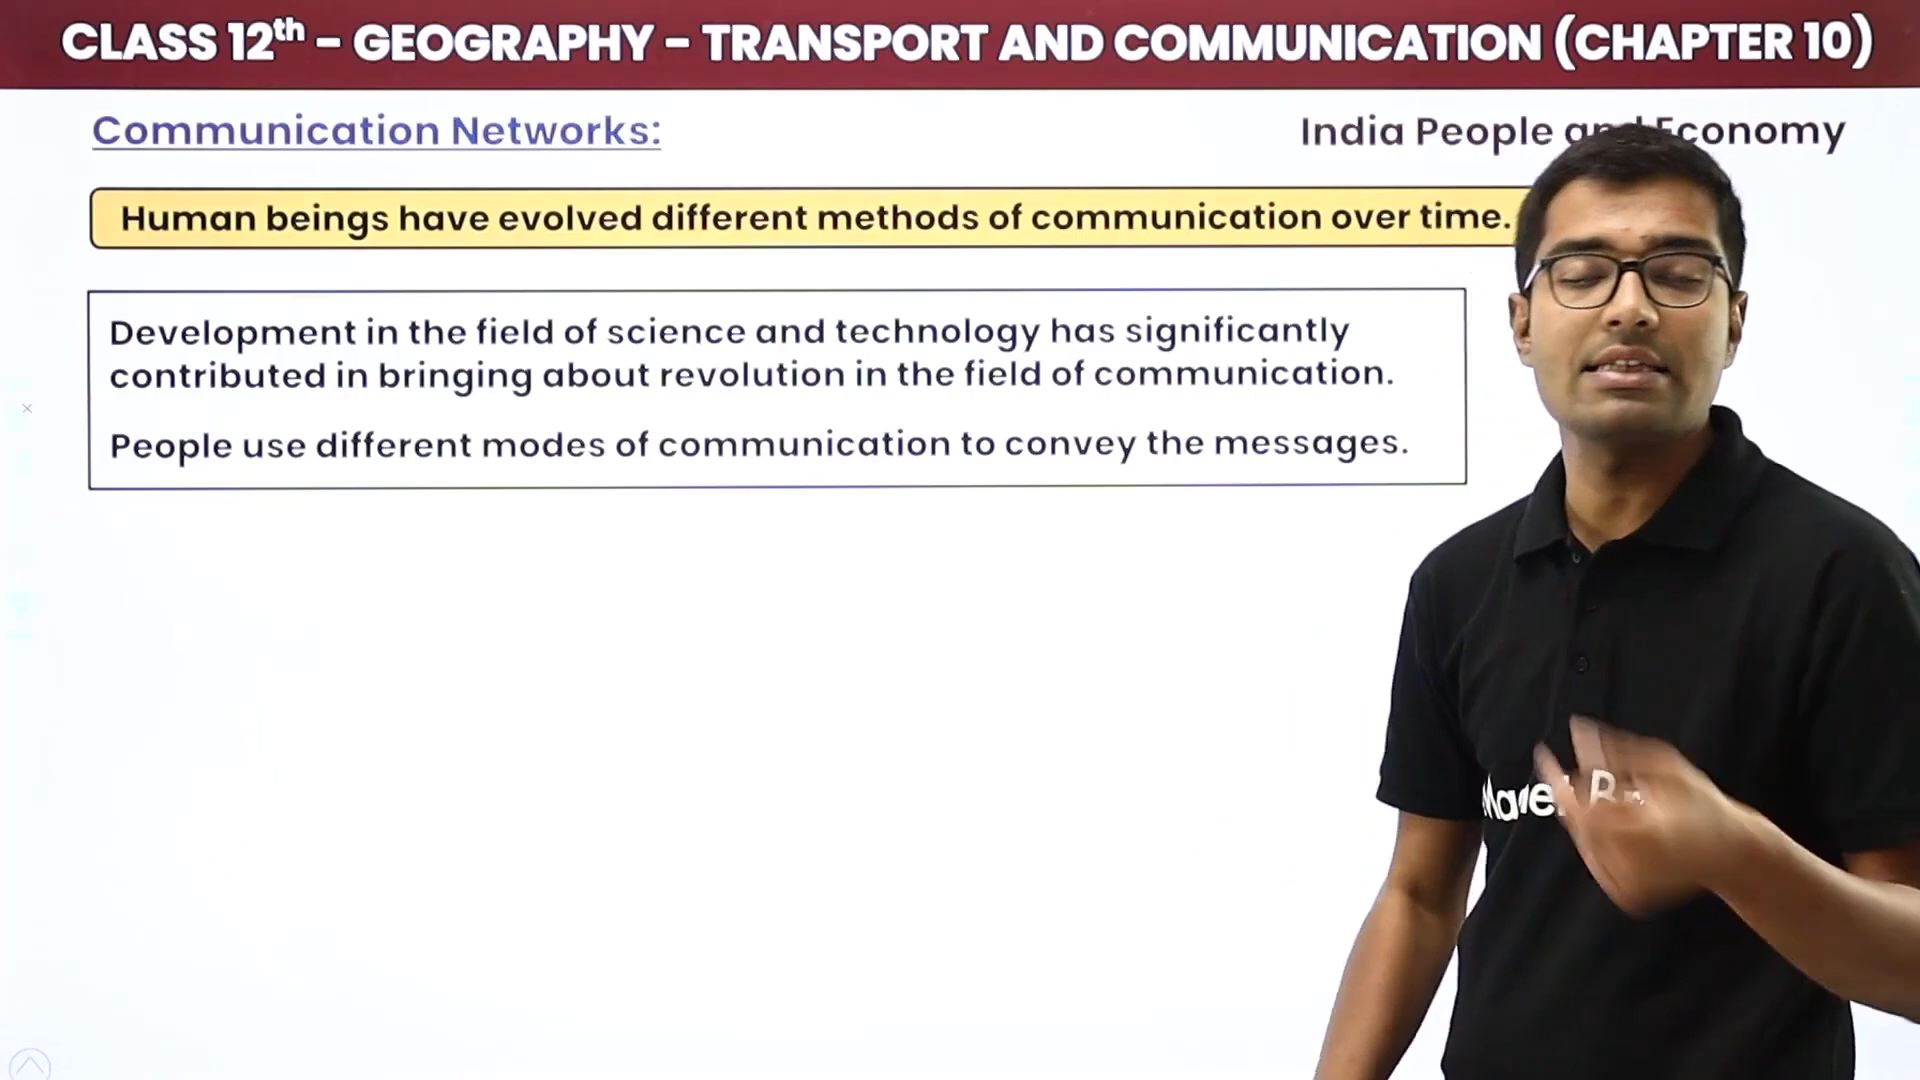 CLASS 12th - GEOGRAPHY - TRANSPORT AND COMMUNICATION (CHAPTER 10)
Communication Networks:
India People and Economy
Human beings have evolved different methods of communication over time.
Development in the field of science and technology has significantly
contributed in bringing about revolution in the field of communication.
People use different modes of communication to convey the messages.